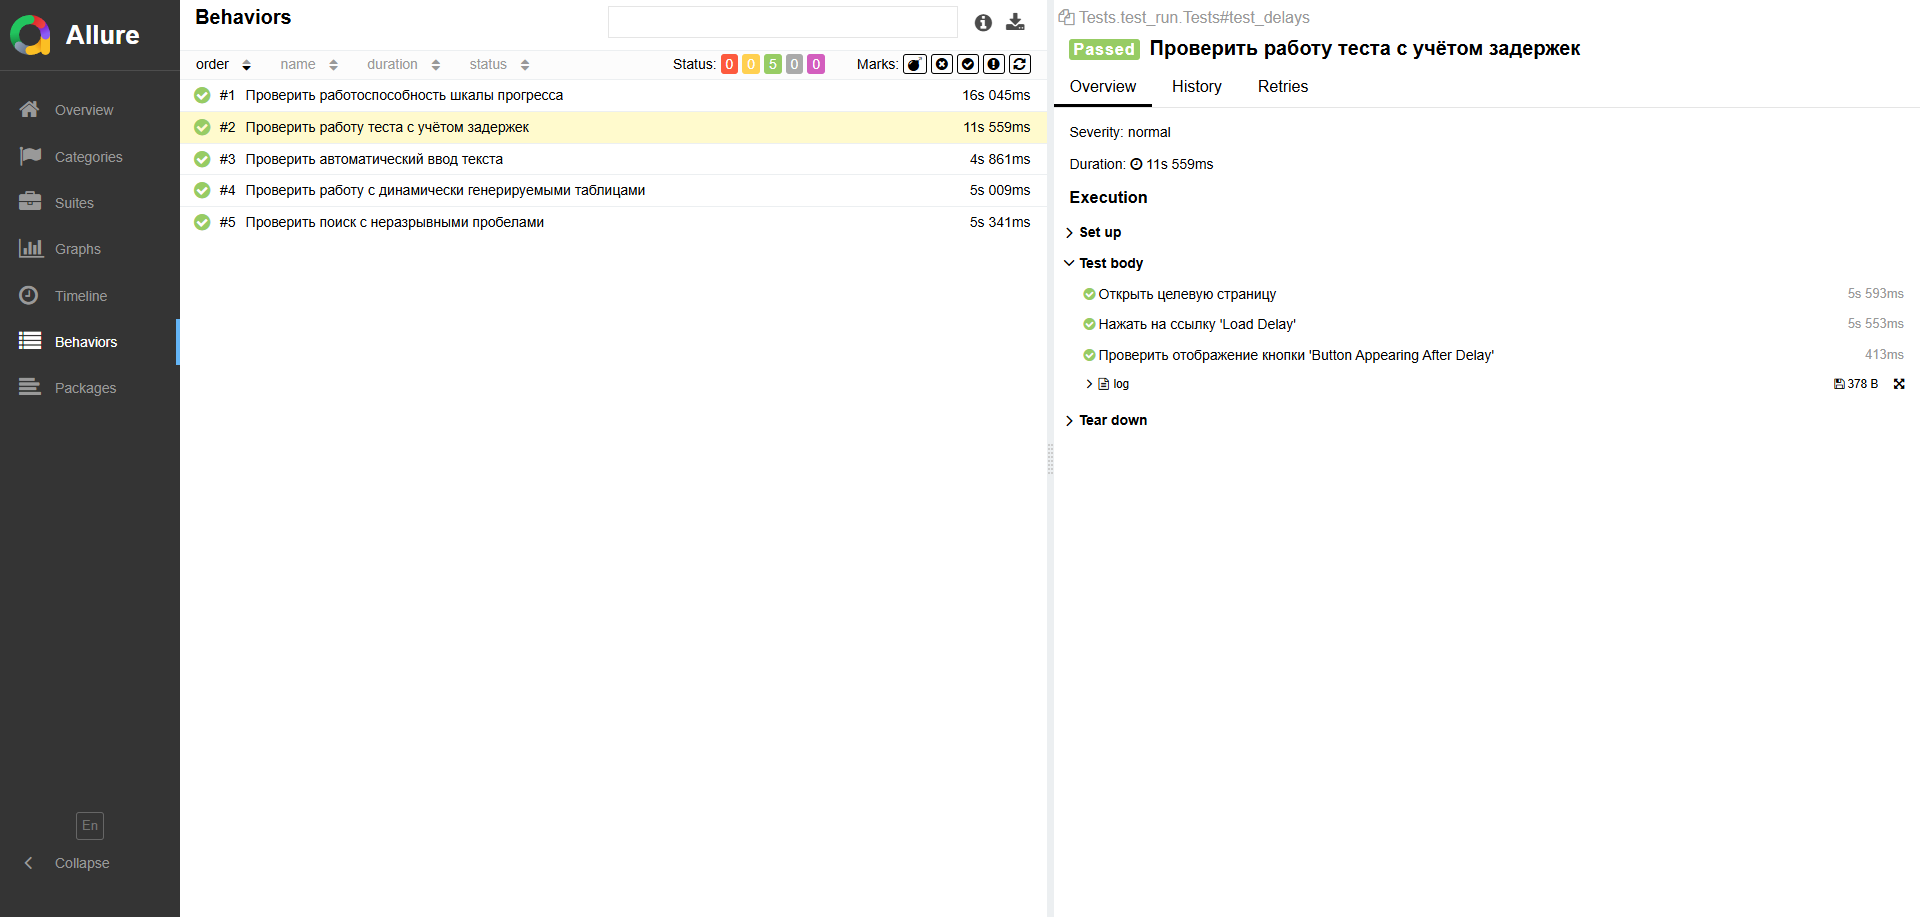 Allure
Overview
Categories
Suites
Graphs
Timeline
Behaviors
Packages
En
Collapse
Behaviors
order name duration status Status: 0 0 5 0 0 Marks:
#1 Проверить работоспособность шкалы прогресса 16s 045ms
#2 Проверить работу теста с учётом задержек 11s 559ms
#3 Проверить автоматический ввод текста 4s 861ms
#4 Проверить работу с динамически генерируемыми таблицами 5s 009ms
#5 Проверить поиск с неразрывными пробелами 5s 341ms
Tests.test_run.Tests#test_delays
Passed Проверить работу теста с учётом задержек
Overview History Retries
Severity: normal
Duration: 11s 559ms
Execution
Set up
Test body
Открыть целевую страницу 5s 593ms
Нажать на ссылку 'Load Delay' 5s 553ms
Проверить отображение кнопки 'Button Appearing After Delay' 413ms
log 378 B
Tear down